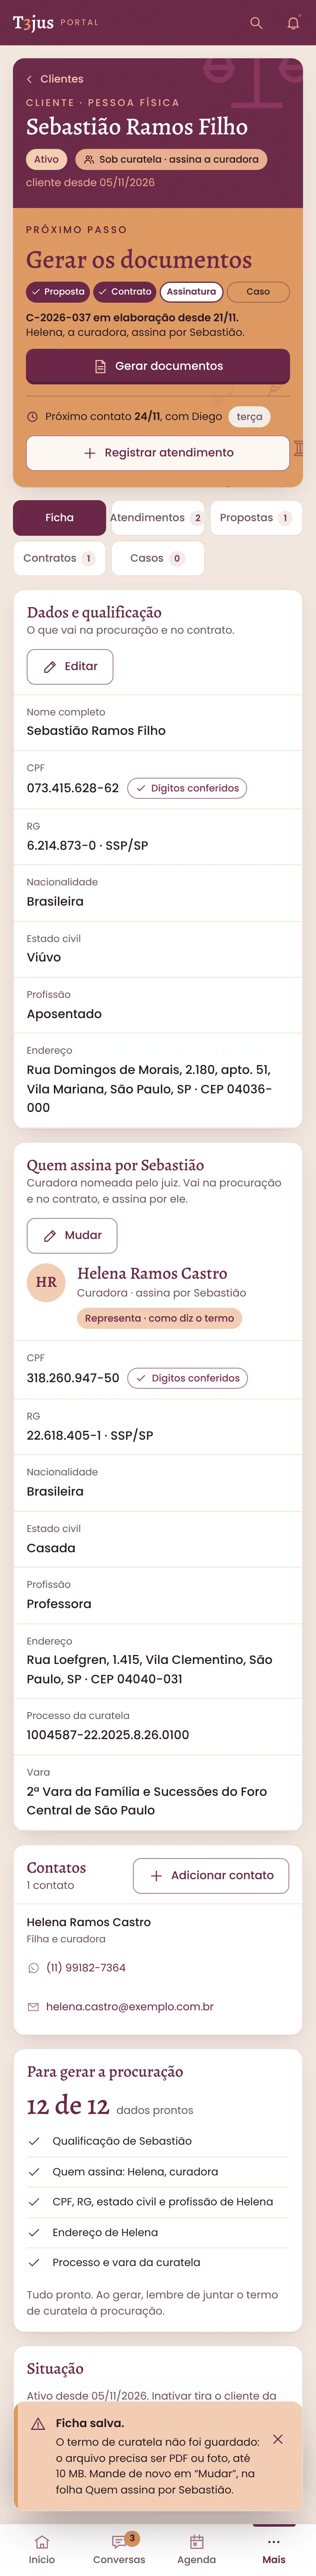 T3jus PORTAL
Clientes
CLIENTE · PESSOA FÍSICA
Sebastião Ramos Filho
Ativo
Sob curatela · assina a curadora
cliente desde 05/11/2026
PRÓXIMO PASSO
Gerar os documentos
Proposta
Contrato
Assinatura
Caso
C-2026-037 em elaboração desde 21/11.
Helena, a curadora, assina por Sebastião.
Gerar documentos
Próximo contato 24/11, com Diego
terça
Registrar atendimento
Ficha
Atendimentos 2
Propostas 1
Contratos 1
Casos 0
Dados e qualificação
O que vai na procuração e no contrato.
Editar
Nome completo
Sebastião Ramos Filho
CPF
073.415.628-62
Dígitos conferidos
RG
6.214.873-0 · SSP/SP
Nacionalidade
Brasileira
Estado civil
Viúvo
Profissão
Aposentado
Endereço
Rua Domingos de Morais, 2.180, apto. 51,
Vila Mariana, São Paulo, SP · CEP 04036-
000
Quem assina por Sebastião
Curadora nomeada pelo juiz. Vai na procuração
e no contrato, e assina por ele.
Mudar
HR
Helena Ramos Castro
Curadora · assina por Sebastião
Representa · como diz o termo
CPF
318.260.947-50
Dígitos conferidos
RG
22.618.405-1 · SSP/SP
Nacionalidade
Brasileira
Estado civil
Casada
Profissão
Professora
Endereço
Rua Loefgren, 1.415, Vila Clementino, São
Paulo, SP · CEP 04040-031
Processo da curatela
1004587-22.2025.8.26.0100
Vara
2ª Vara da Família e Sucessões do Foro
Central de São Paulo
Contatos
1 contato
Adicionar contato
Helena Ramos Castro
Filha e curadora
(11) 99182-7364
helena.castro@exemplo.com.br
Para gerar a procuração
12 de 12 dados prontos
Qualificação de Sebastião
Quem assina: Helena, curadora
CPF, RG, estado civil e profissão de Helena
Endereço de Helena
Processo e vara da curatela
Tudo pronto. Ao gerar, lembre de juntar o termo
de curatela à procuração.
Situação
Ativo desde 05/11/2026. Inativar tira o cliente da
Ficha salva.
O termo de curatela não foi guardado:
o arquivo precisa ser PDF ou foto, até
10 MB. Mande de novo em “Mudar”, na
folha Quem assina por Sebastião.
Início
Conversas
3
Agenda
Mais